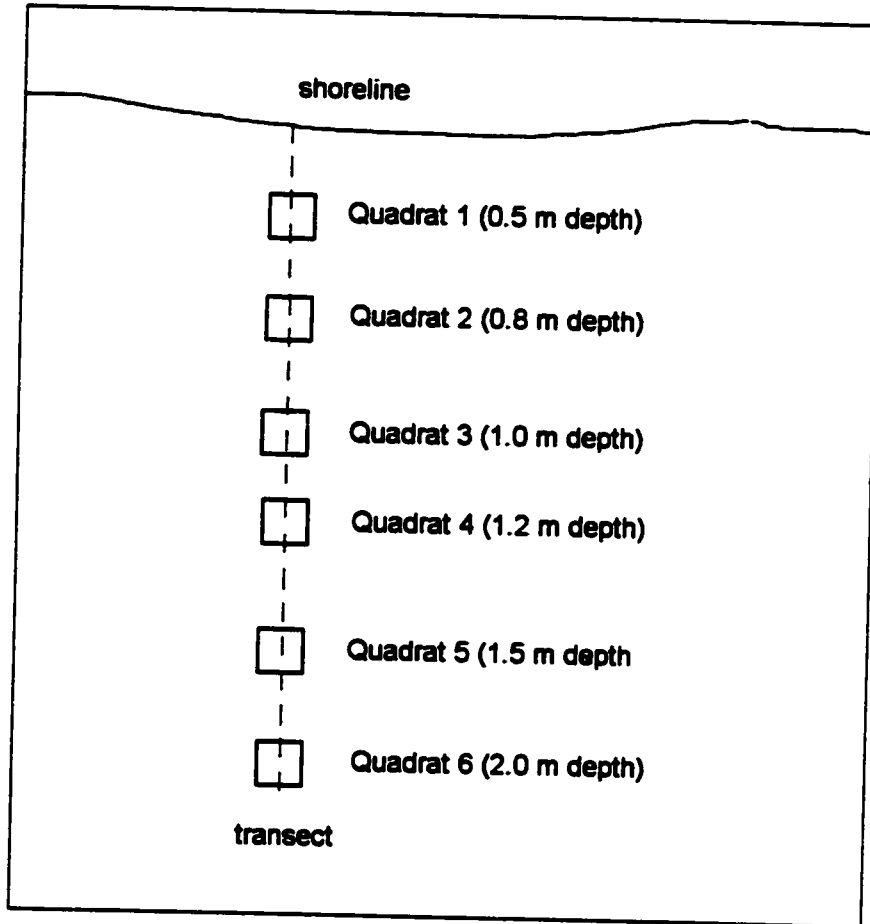 shoreline
Quadrat 1 (0.5 m depth)
Quadrat 2 (0.8 m depth)
Quadrat 3 (1.0 m depth)
Quadrat 4 (1.2 m depth)
Quadrat 5 (1.5 m depth
Quadrat 6 (2.0 m depth)
transect